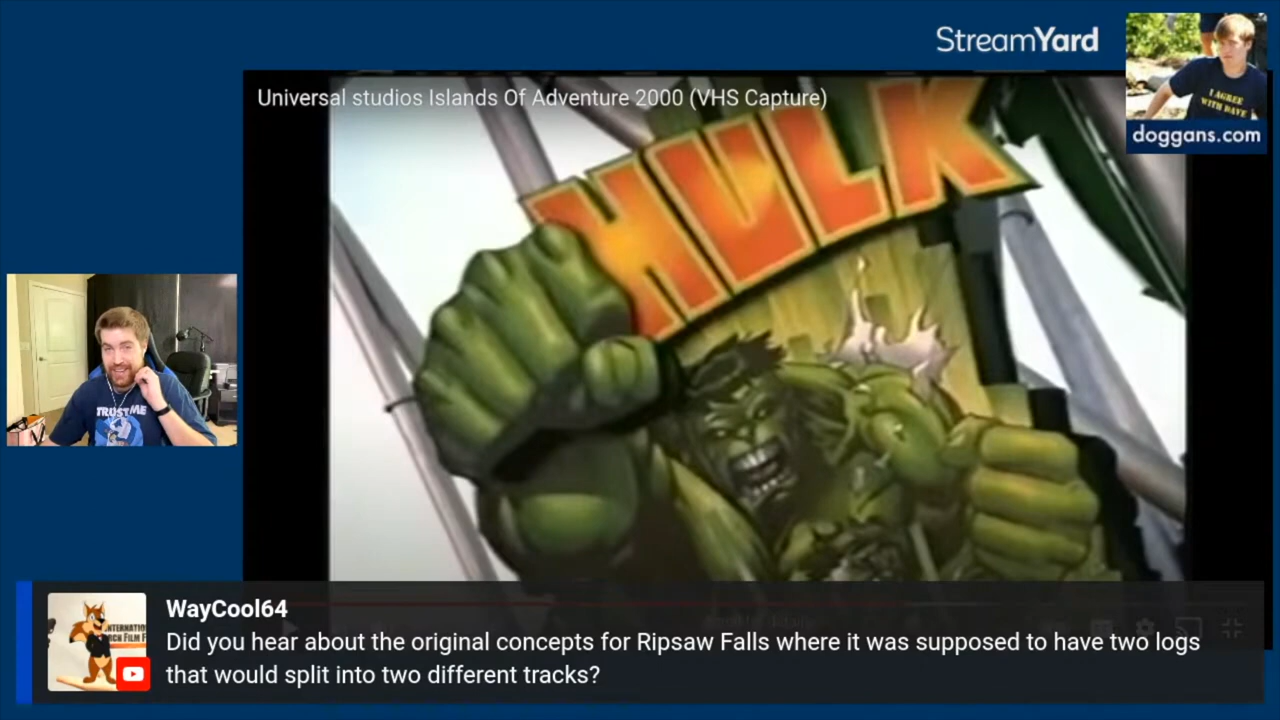 StreamYard
I AGREE
WITH DAVE
doggans.com
Universal studios Islands Of Adventure 2000 (VHS Capture)
HULK
TRUST ME
WayCool64
Did you hear about the original concepts for Ripsaw Falls where it was supposed to have two logs
that would split into two different tracks?